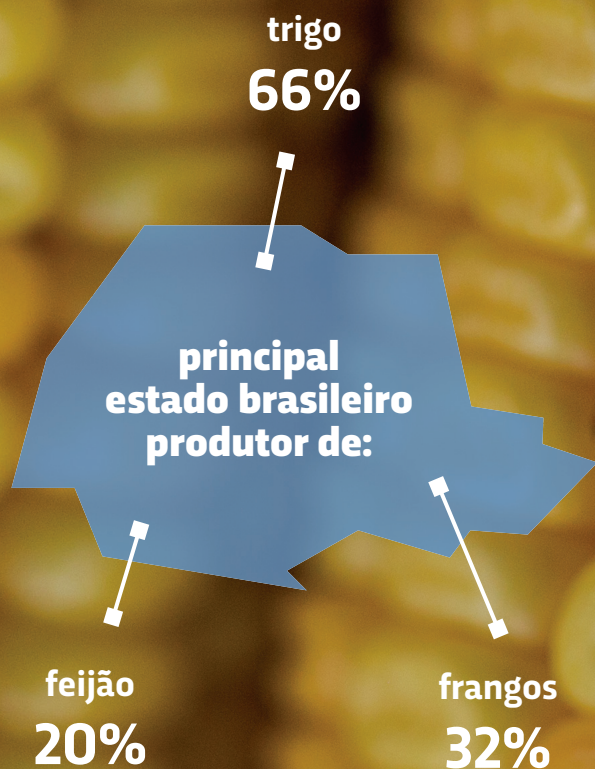 trigo
66%
principal
estado brasileiro
produtor de:
feijão
20%
frangos
32%